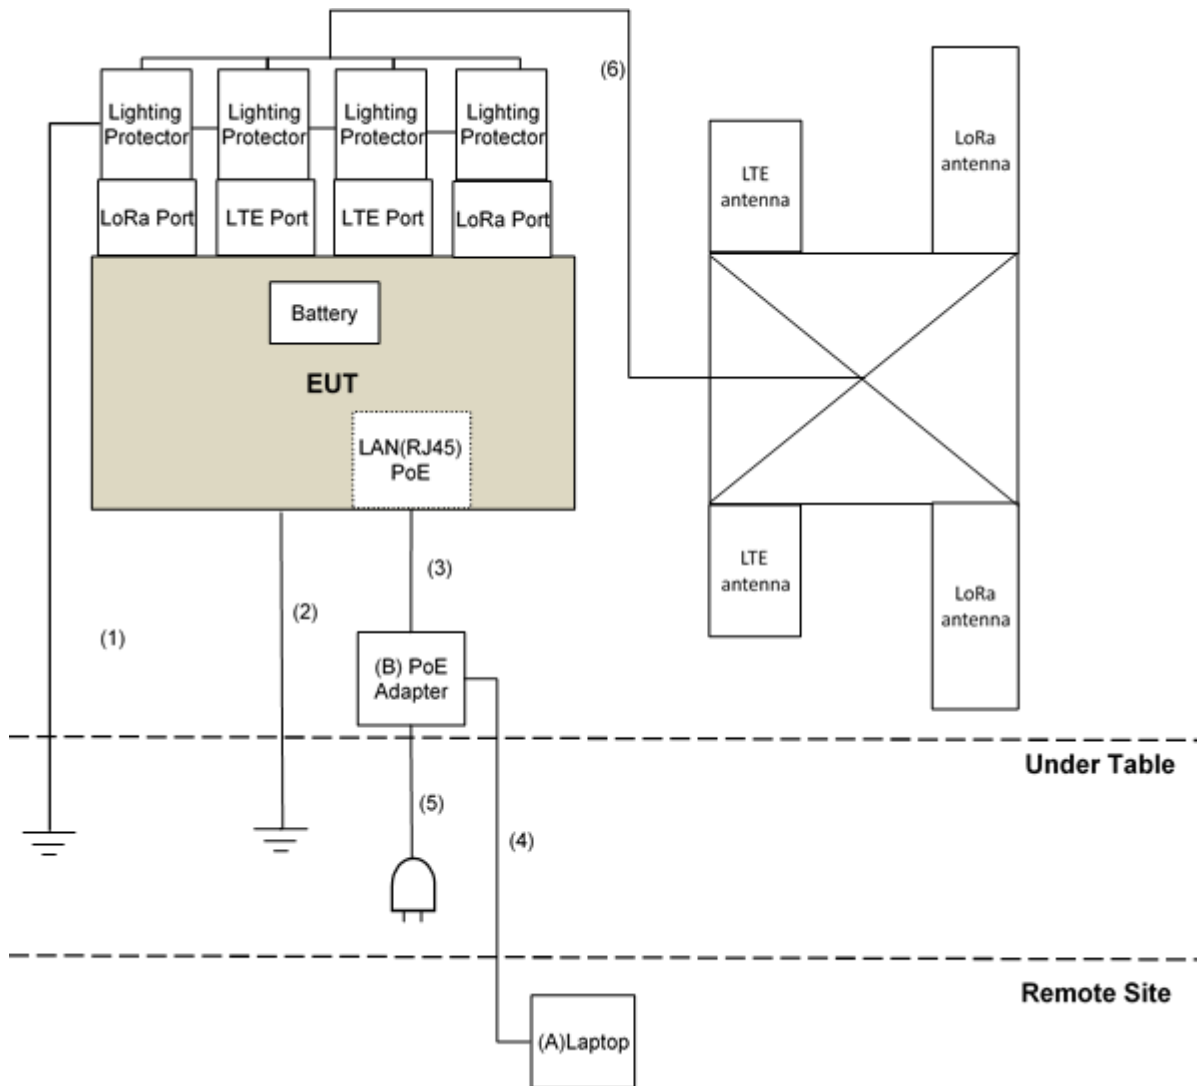 (6)
Lighting
Protector
Lighting
Protector
Lighting
Protector
Lighting
Protector
LoRa Port
LTE Port
LTE Port
LoRa Port
LTE
antenna
LoRa
antenna
Battery
EUT
LAN(RJ45)
PoE
LTE
antenna
LoRa
antenna
(1)
(2)
(3)
(B) PoE
Adapter
Under Table
(5)
(4)
Remote Site
(A)Laptop